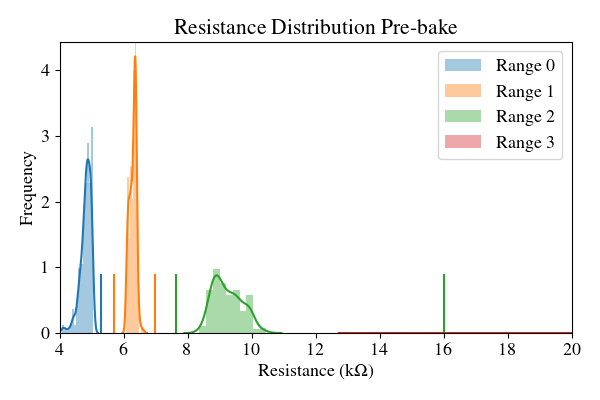 Resistance Distribution Pre-bake
Frequency
4
3
2
1
0
Range 0
Range 1
Range 2
Range 3
4 6 8 10 12 14 16 18 20
Resistance (kΩ)